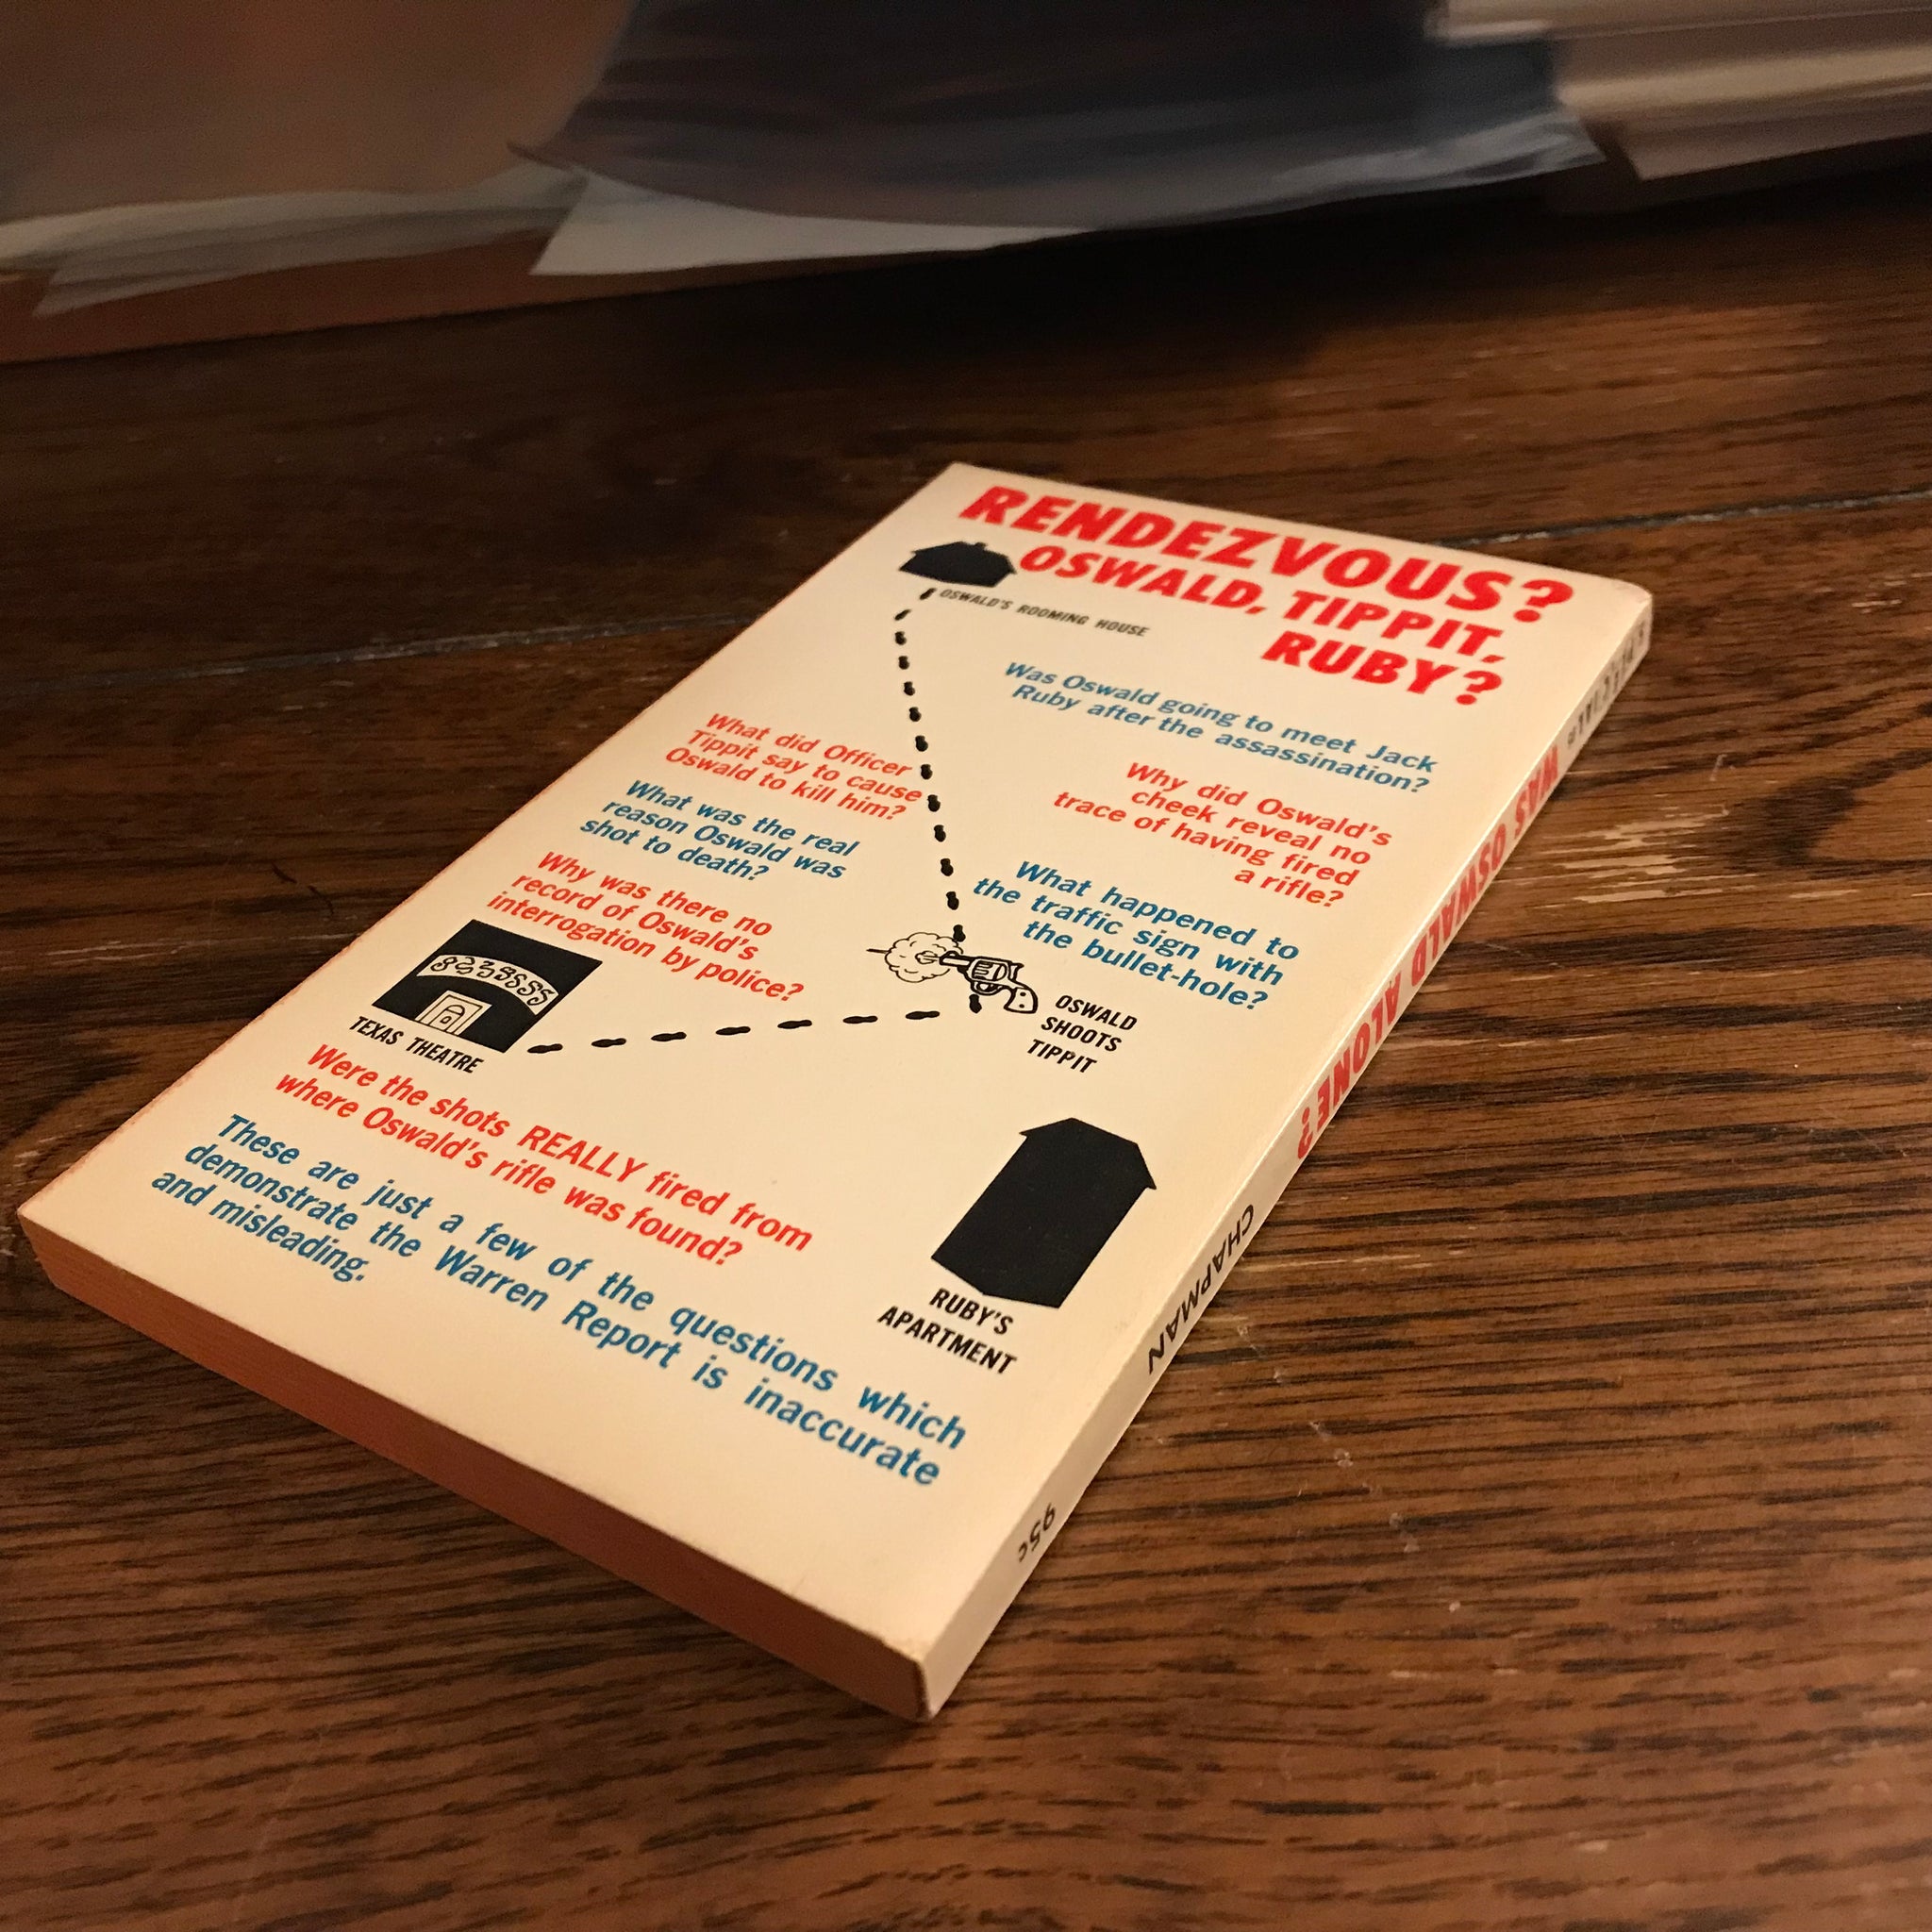 RENDEZVOUS?
OSWALD, TIPPIT,
RUBY?
OSWALD'S ROOMING HOUSE
Was Oswald going to meet Jack
Ruby after the assassination?
What did Officer
Tippit say to cause
Oswald to kill him?
Why did Oswald's
cheek reveal no
trace of having fired
a rifle?
What was the real
reason Oswald was
shot to death?
What happened to
the traffic sign with
the bullet-hole?
Why was there no
record of Oswald's
interrogation by police?
OSWALD
SHOOTS
TIPPIT
TEXAS THEATRE
Were the shots REALLY fired from
where Oswald's rifle was found?
RUBY'S
APARTMENT
These are just a few of the questions which
demonstrate the Warren Report is inaccurate
and misleading.
WAS OSWALD ALONE?
CHAPMAN
95c